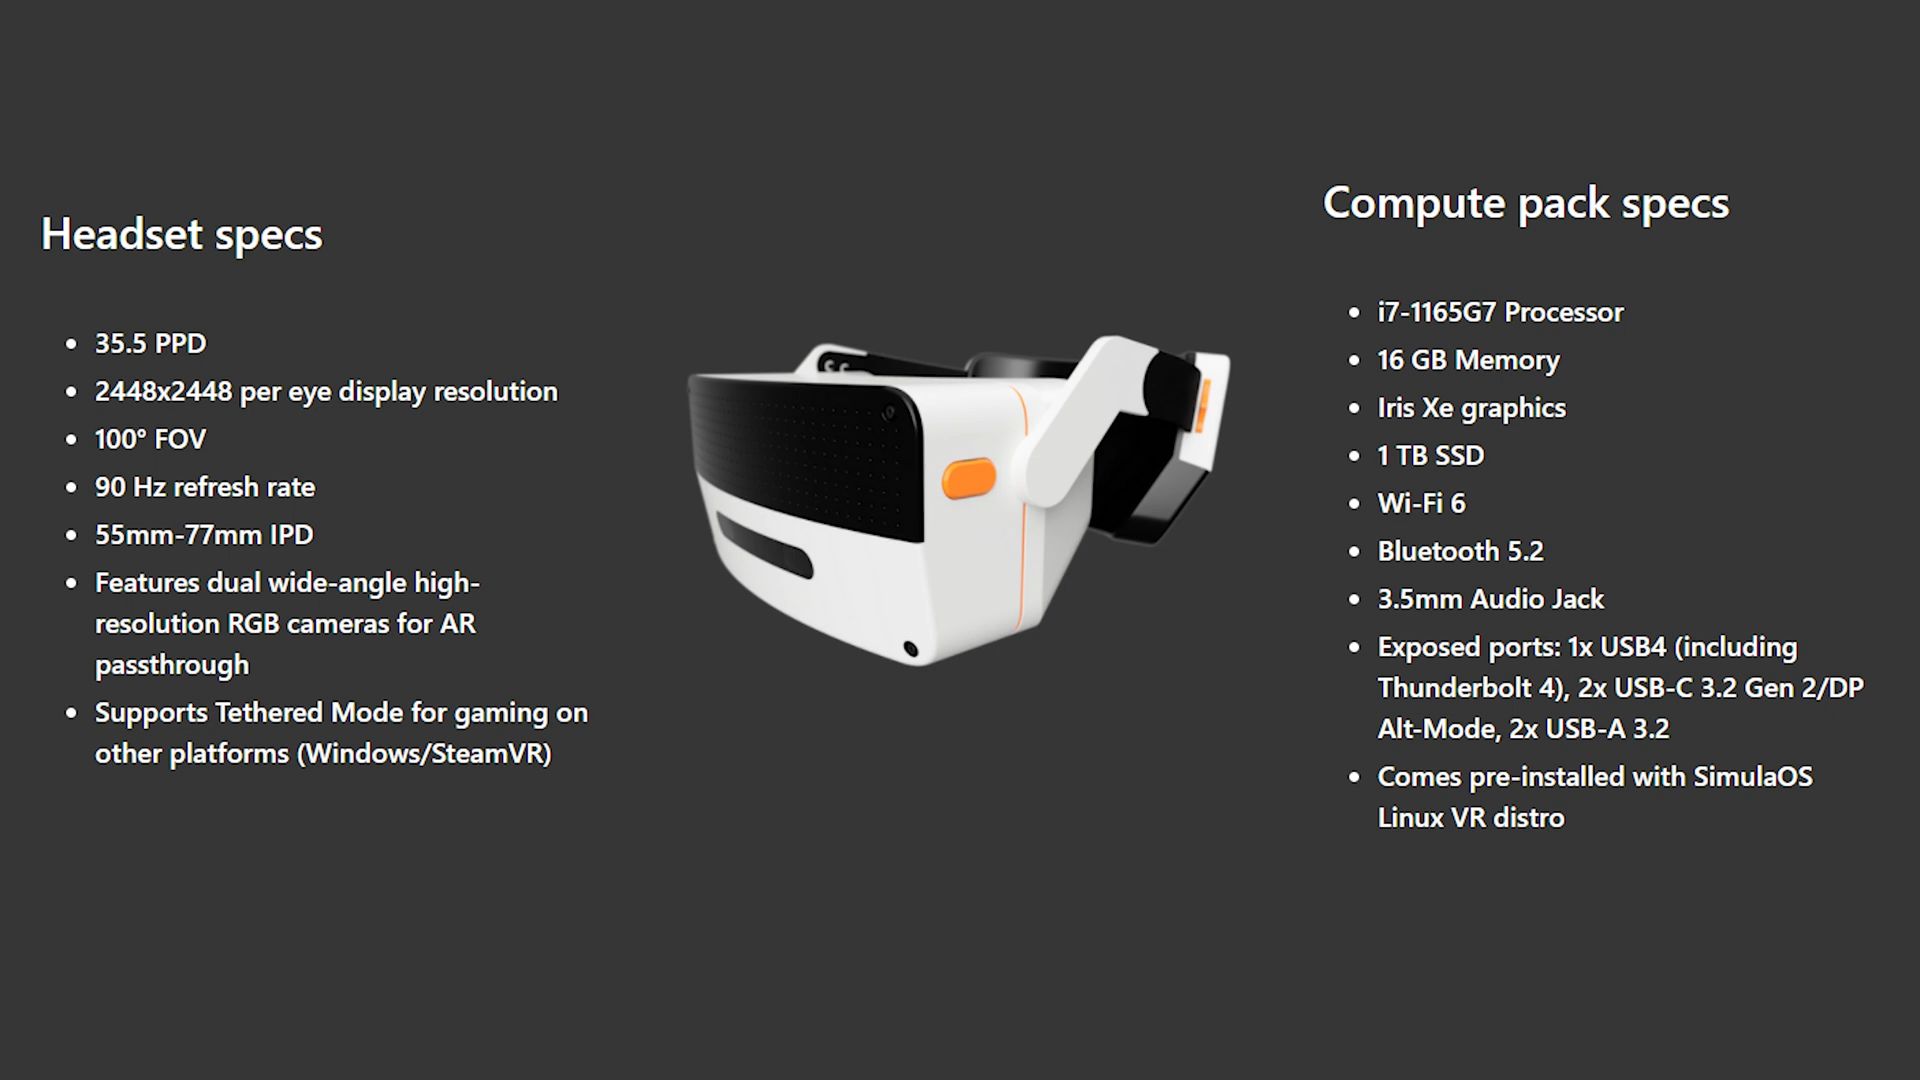 Headset specs
35.5 PPD
2448x2448 per eye display resolution
100° FOV
90 Hz refresh rate
55mm-77mm IPD
Features dual wide-angle high-
resolution RGB cameras for AR
passthrough
Supports Tethered Mode for gaming on
other platforms (Windows/SteamVR)
Compute pack specs
i7-1165G7 Processor
16 GB Memory
Iris Xe graphics
1 TB SSD
Wi-Fi 6
Bluetooth 5.2
3.5mm Audio Jack
Exposed ports: 1x USB4 (including
Thunderbolt 4), 2x USB-C 3.2 Gen 2/DP
Alt-Mode, 2x USB-A 3.2
Comes pre-installed with SimulaOS
Linux VR distro